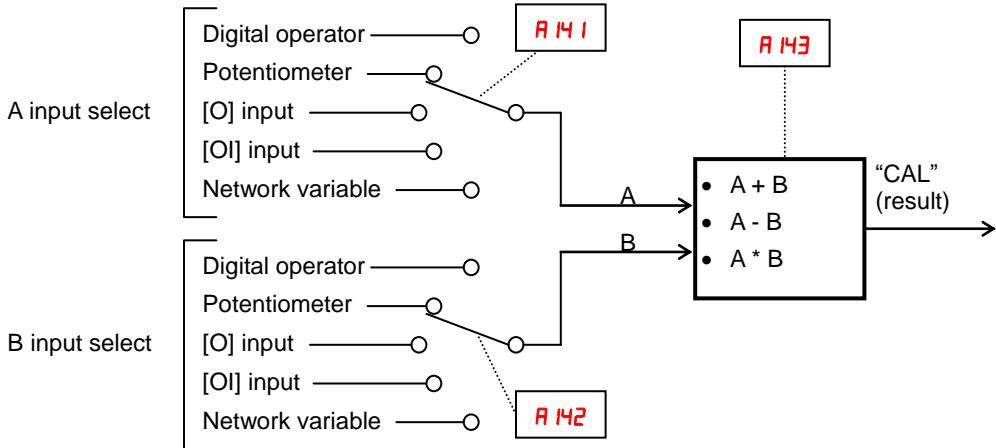 Digital operator
A141
A143
Potentiometer
A input select
[O] input
[OI] input
Network variable
A
B
• A + B
• A - B
• A * B
“CAL”
(result)
Digital operator
Potentiometer
B input select
[O] input
[OI] input
A142
Network variable